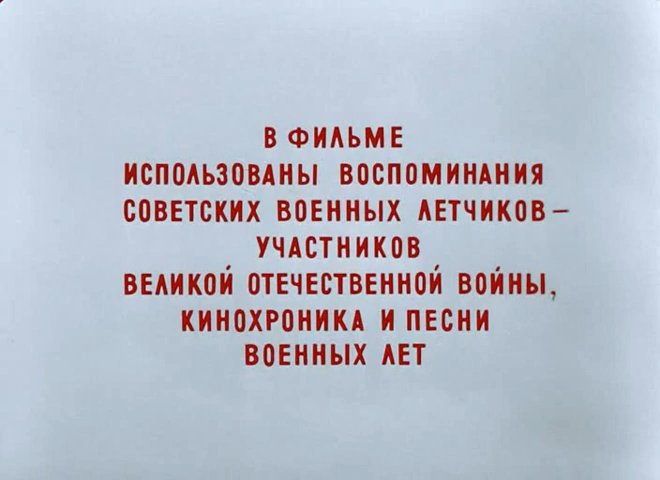 В ФИЛЬМЕ
ИСПОЛЬЗОВАНЫ ВОСПОМИНАНИЯ
СОВЕТСКИХ ВОЕННЫХ ЛЕТЧИКОВ –
УЧАСТНИКОВ
ВЕЛИКОЙ ОТЕЧЕСТВЕННОЙ ВОЙНЫ,
КИНОХРОНИКА И ПЕСНИ
ВОЕННЫХ ЛЕТ